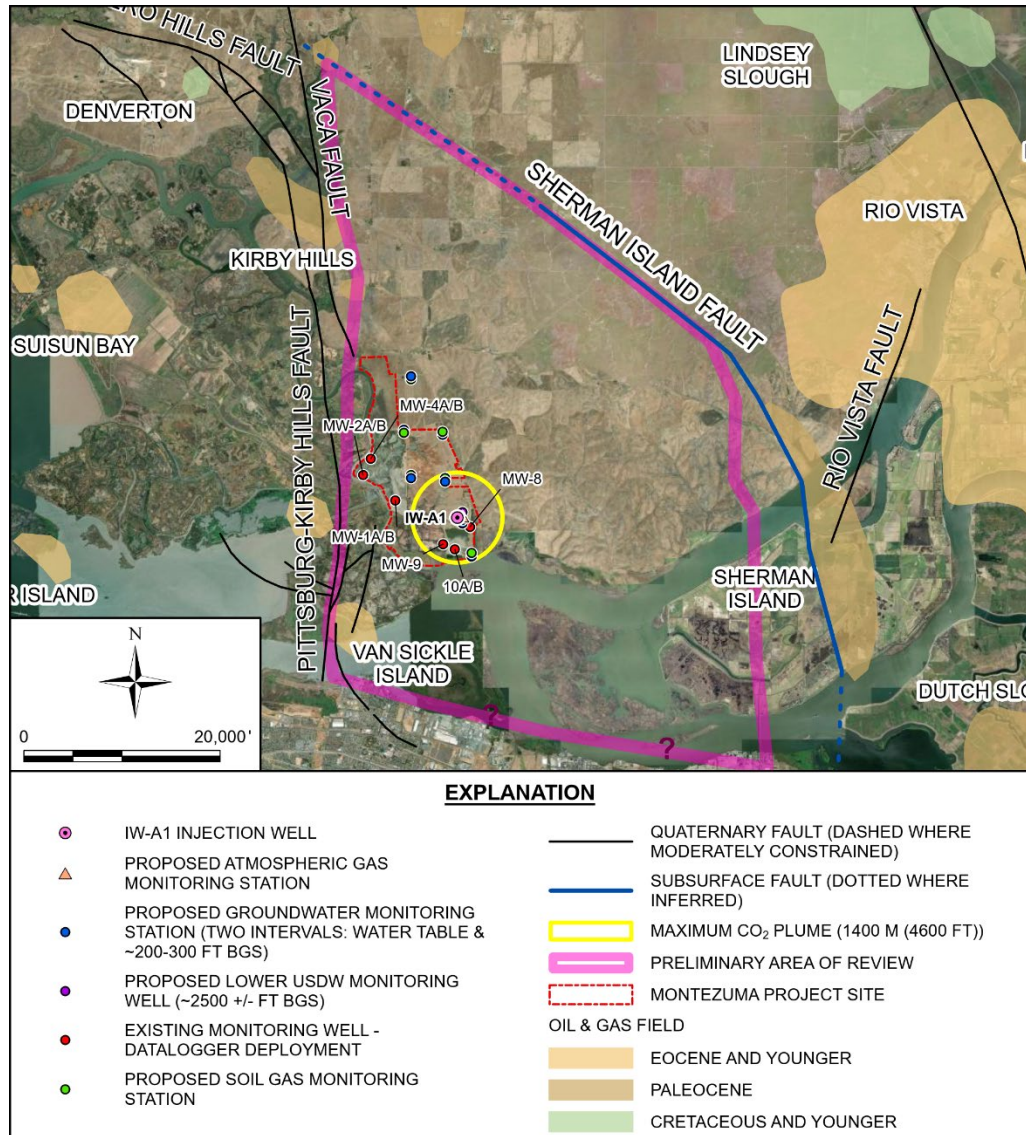 ERO HILLS FAULT
LINDSEY
SLOUGH
DENVERTON
VACA FAULT
SHERMAN ISLAND FAULT
RIO VISTA
KIRBY HILLS
RIO VISTA FAULT
SUISUN BAY
PITTSBURG-KIRBY HILLS FAULT
MW-4A/B
MW-2A/B
MW-8
IW-A1
MW-1A/B
MW-9
10A/B
SHERMAN
ISLAND
R ISLAND
VAN SICKLE
ISLAND
DUTCH SLO
N
0 20,000'
?
?
EXPLANATION
IW-A1 INJECTION WELL
PROPOSED ATMOSPHERIC GAS
MONITORING STATION
PROPOSED GROUNDWATER MONITORING
STATION (TWO INTERVALS: WATER TABLE &
~200-300 FT BGS)
PROPOSED LOWER USDW MONITORING
WELL (~2500 +/- FT BGS)
EXISTING MONITORING WELL -
DATALOGGER DEPLOYMENT
PROPOSED SOIL GAS MONITORING
STATION
QUATERNARY FAULT (DASHED WHERE
MODERATELY CONSTRAINED)
SUBSURFACE FAULT (DOTTED WHERE
INFERRED)
MAXIMUM CO₂ PLUME (1400 M (4600 FT))
PRELIMINARY AREA OF REVIEW
MONTEZUMA PROJECT SITE
OIL & GAS FIELD
EOCENE AND YOUNGER
PALEOCENE
CRETACEOUS AND YOUNGER